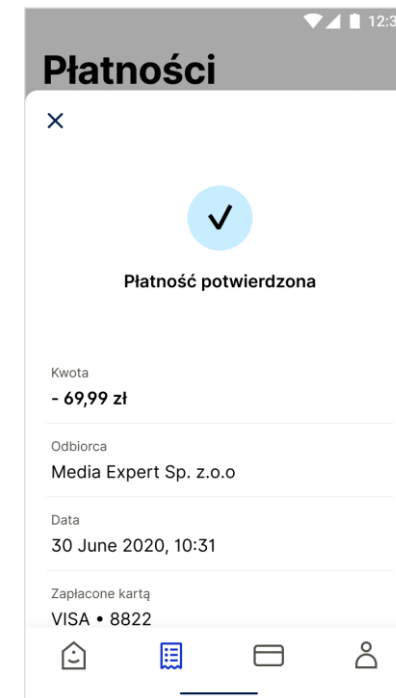 12:3
Płatności
Płatność potwierdzona
Kwota
- 69,99 zł
Odbiorca
Media Expert Sp. z.o.o
Data
30 June 2020, 10:31
Zapłacone kartą
VISA • 8822